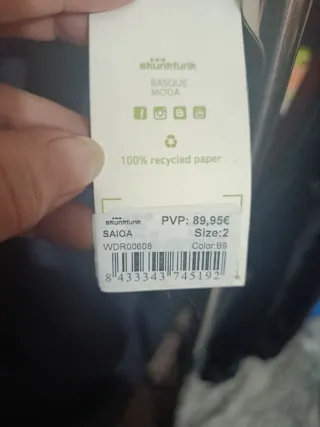 skunkfunk
BASQUE
MODA
100% recycled paper
skunkfunk PVP: 89,95€
SAIOA Size:2
WDR00608 Color:B9
8 433343 745192